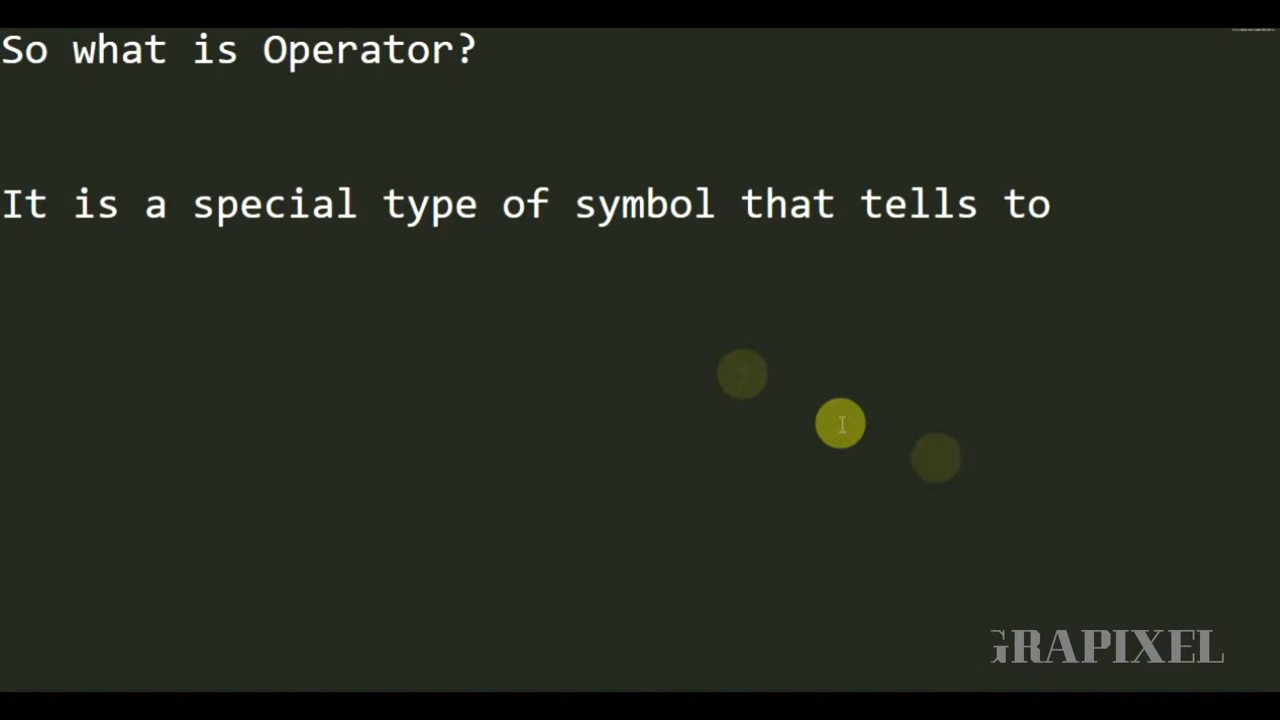 So what is Operator?
It is a special type of symbol that tells to
GRAPIXEL